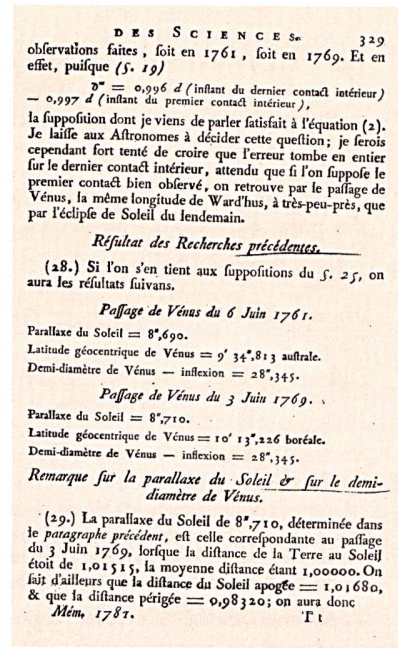 DES SCIENCES. 329
obſervations faites, ſoit en 1761, ſoit en 1769. Et en
effet, puiſque (§. 19)
= 0,996 d (inſtant du dernier contact intérieur)
— 0,997 d (inſtant du premier contact intérieur),
la ſuppoſition dont je viens de parler ſatisfait à l'équation (2).
Je laiſſe aux Aſtronomes à décider cette queſtion; je ſerois
cependant fort tenté de croire que l'erreur tombe en entier
ſur le dernier contact intérieur, attendu que ſi l'on ſuppoſe le
premier contact bien obſervé, on retrouve par le paſſage de
Vénus, la même longitude de Ward'hus, à très-peu-près, que
par l'éclipſe de Soleil du lendemain.
Réſultat des Recherches précédentes.
(28.) Si l'on s'en tient aux ſuppoſitions du §. 25, on
aura les réſultats ſuivans.
Paſſage de Vénus du 6 Juin 1761.
Parallaxe du Soleil = 8",690.
Latitude géocentrique de Vénus = 9' 34",813 auſtrale.
Demi-diamètre de Vénus — inflexion = 28",345.
Paſſage de Vénus du 3 Juin 1769.
Parallaxe du Soleil = 8",710.
Latitude géocentrique de Vénus = 10' 13",226 boréale.
Demi-diamètre de Vénus — inflexion = 28",345.
Remarque ſur la parallaxe du Soleil & ſur le demi-
diamètre de Vénus.
(29.) La parallaxe du Soleil de 8",710, déterminée dans
le paragraphe précédent, eſt celle correſpondante au paſſage
du 3 Juin 1769, lorſque la diſtance de la Terre au Soleil
étoit de 1,01515, la moyenne diſtance étant 1,00000. On
ſait d'ailleurs que la diſtance du Soleil apogée = 1,01680,
& que la diſtance périgée = 0,98320; on aura donc
Mém. 1781. T t